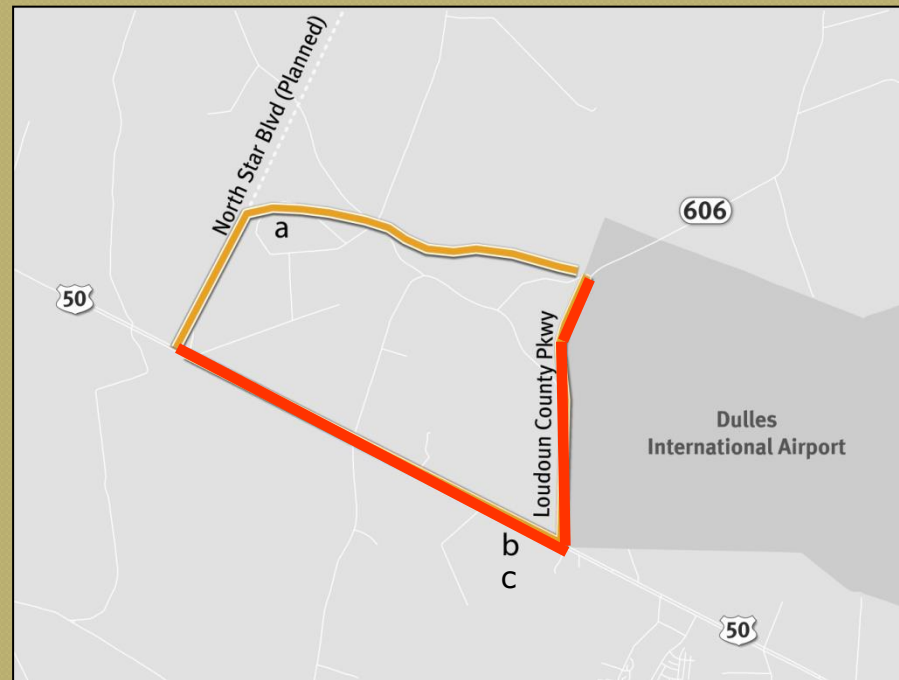 North Star Blvd (Planned)
606
a
50
Loudoun County Pkwy
Dulles
International Airport
b
c
50